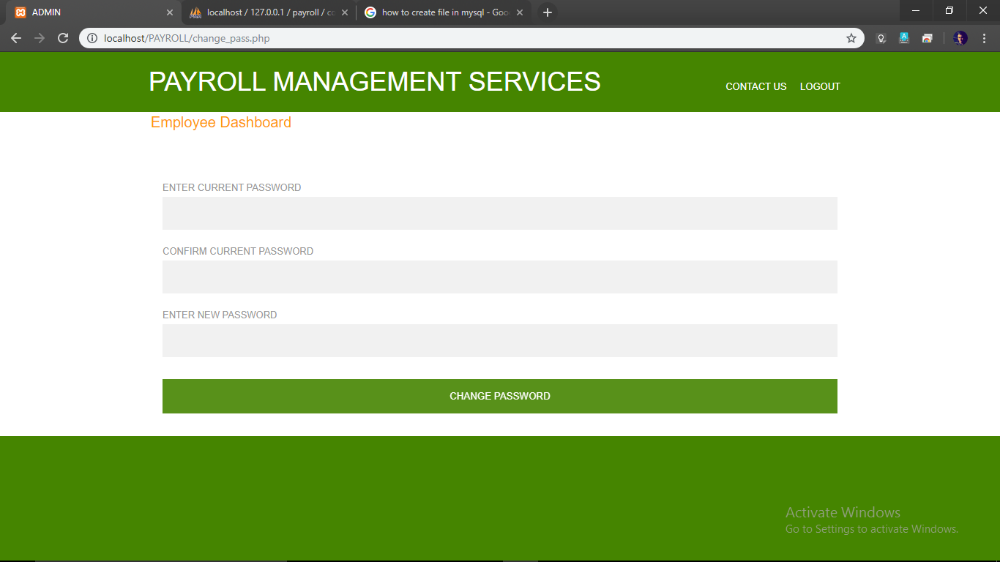 ADMIN
localhost / 127.0.0.1 / payroll / co
how to create file in mysql - Goo
localhost/PAYROLL/change_pass.php
PAYROLL MANAGEMENT SERVICES
CONTACT US LOGOUT
Employee Dashboard
ENTER CURRENT PASSWORD
CONFIRM CURRENT PASSWORD
ENTER NEW PASSWORD
CHANGE PASSWORD
Activate Windows
Go to Settings to activate Windows.